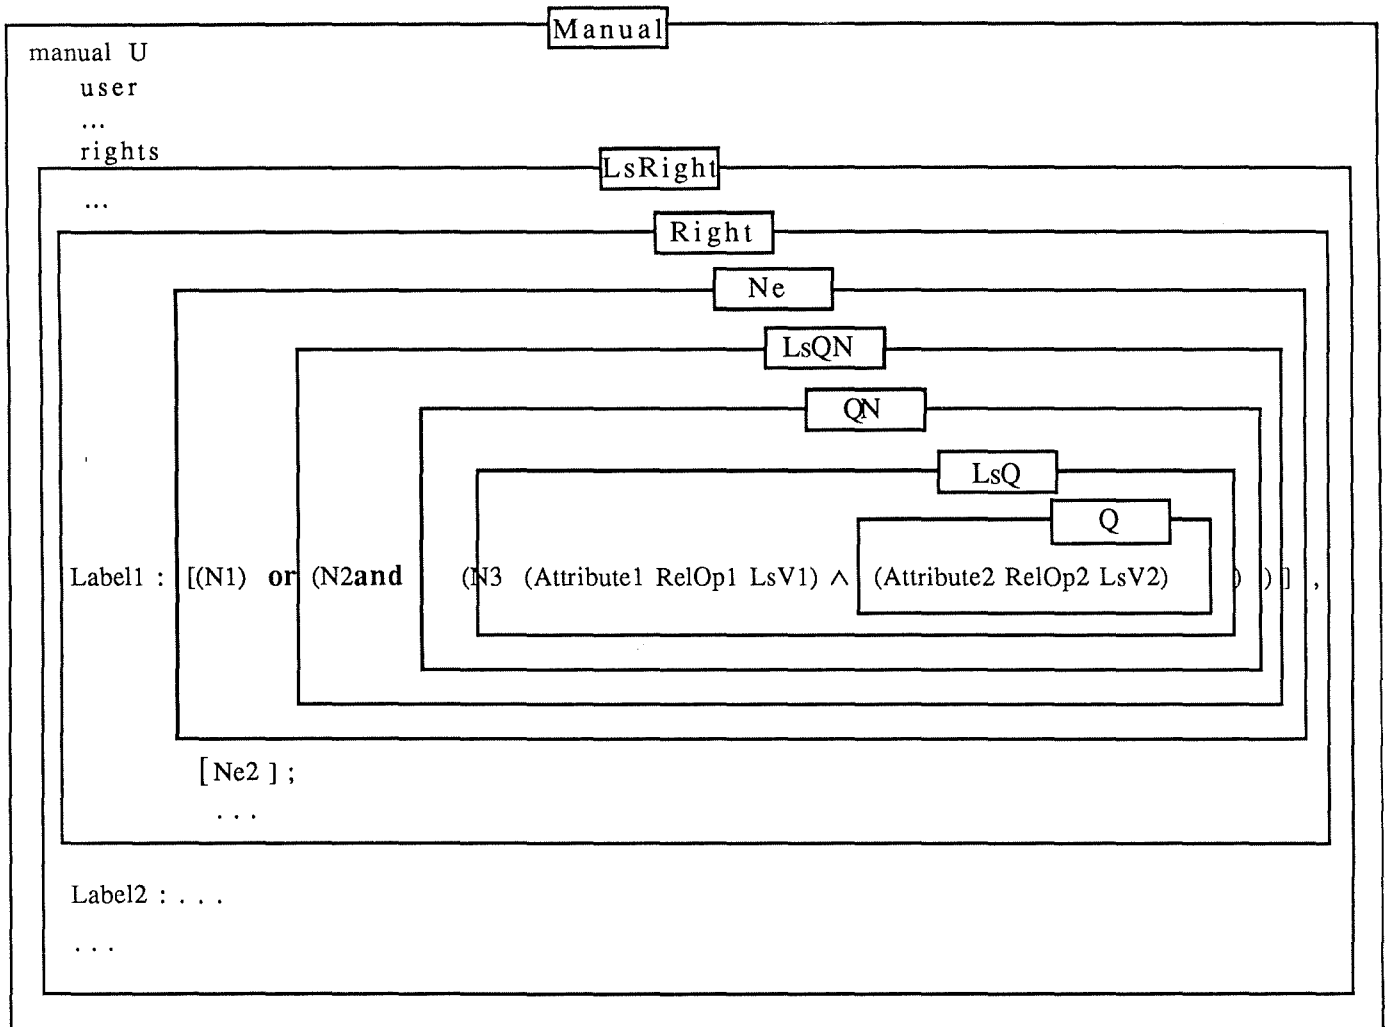 Manual
manual U
user
...
rights
LsRight
...
Right
Ne
LsQN
QN
LsQ
Q
Label1 : [(N1) or (N2and (N3 (Attribute1 RelOp1 LsV1) ∧ (Attribute2 RelOp2 LsV2) ) ) ] ,
[Ne2 ] ;
. . .
Label2 : . . .
. . .